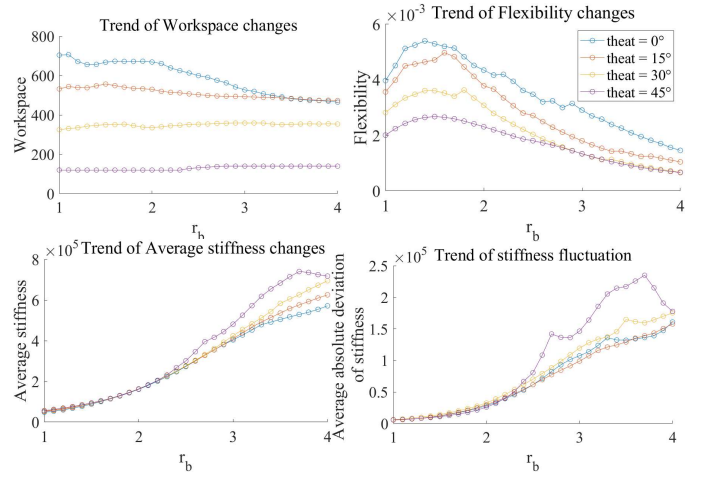 Trend of Workspace changes
800
600
400
200
0
Workspace
1
2
3
4
r_b
×10^-3
Trend of Flexibility changes
6
4
2
0
Flexibility
theat = 0°
theat = 15°
theat = 30°
theat = 45°
1
2
3
4
r_b
×10^5
Trend of Average stiffness changes
8
6
4
2
0
Average stiffness
1
2
3
4
r_b
×10^5
Trend of stiffness fluctuation
2.5
2
1.5
1
0.5
0
Average absolute deviation
of stiffness
1
2
3
4
r_b